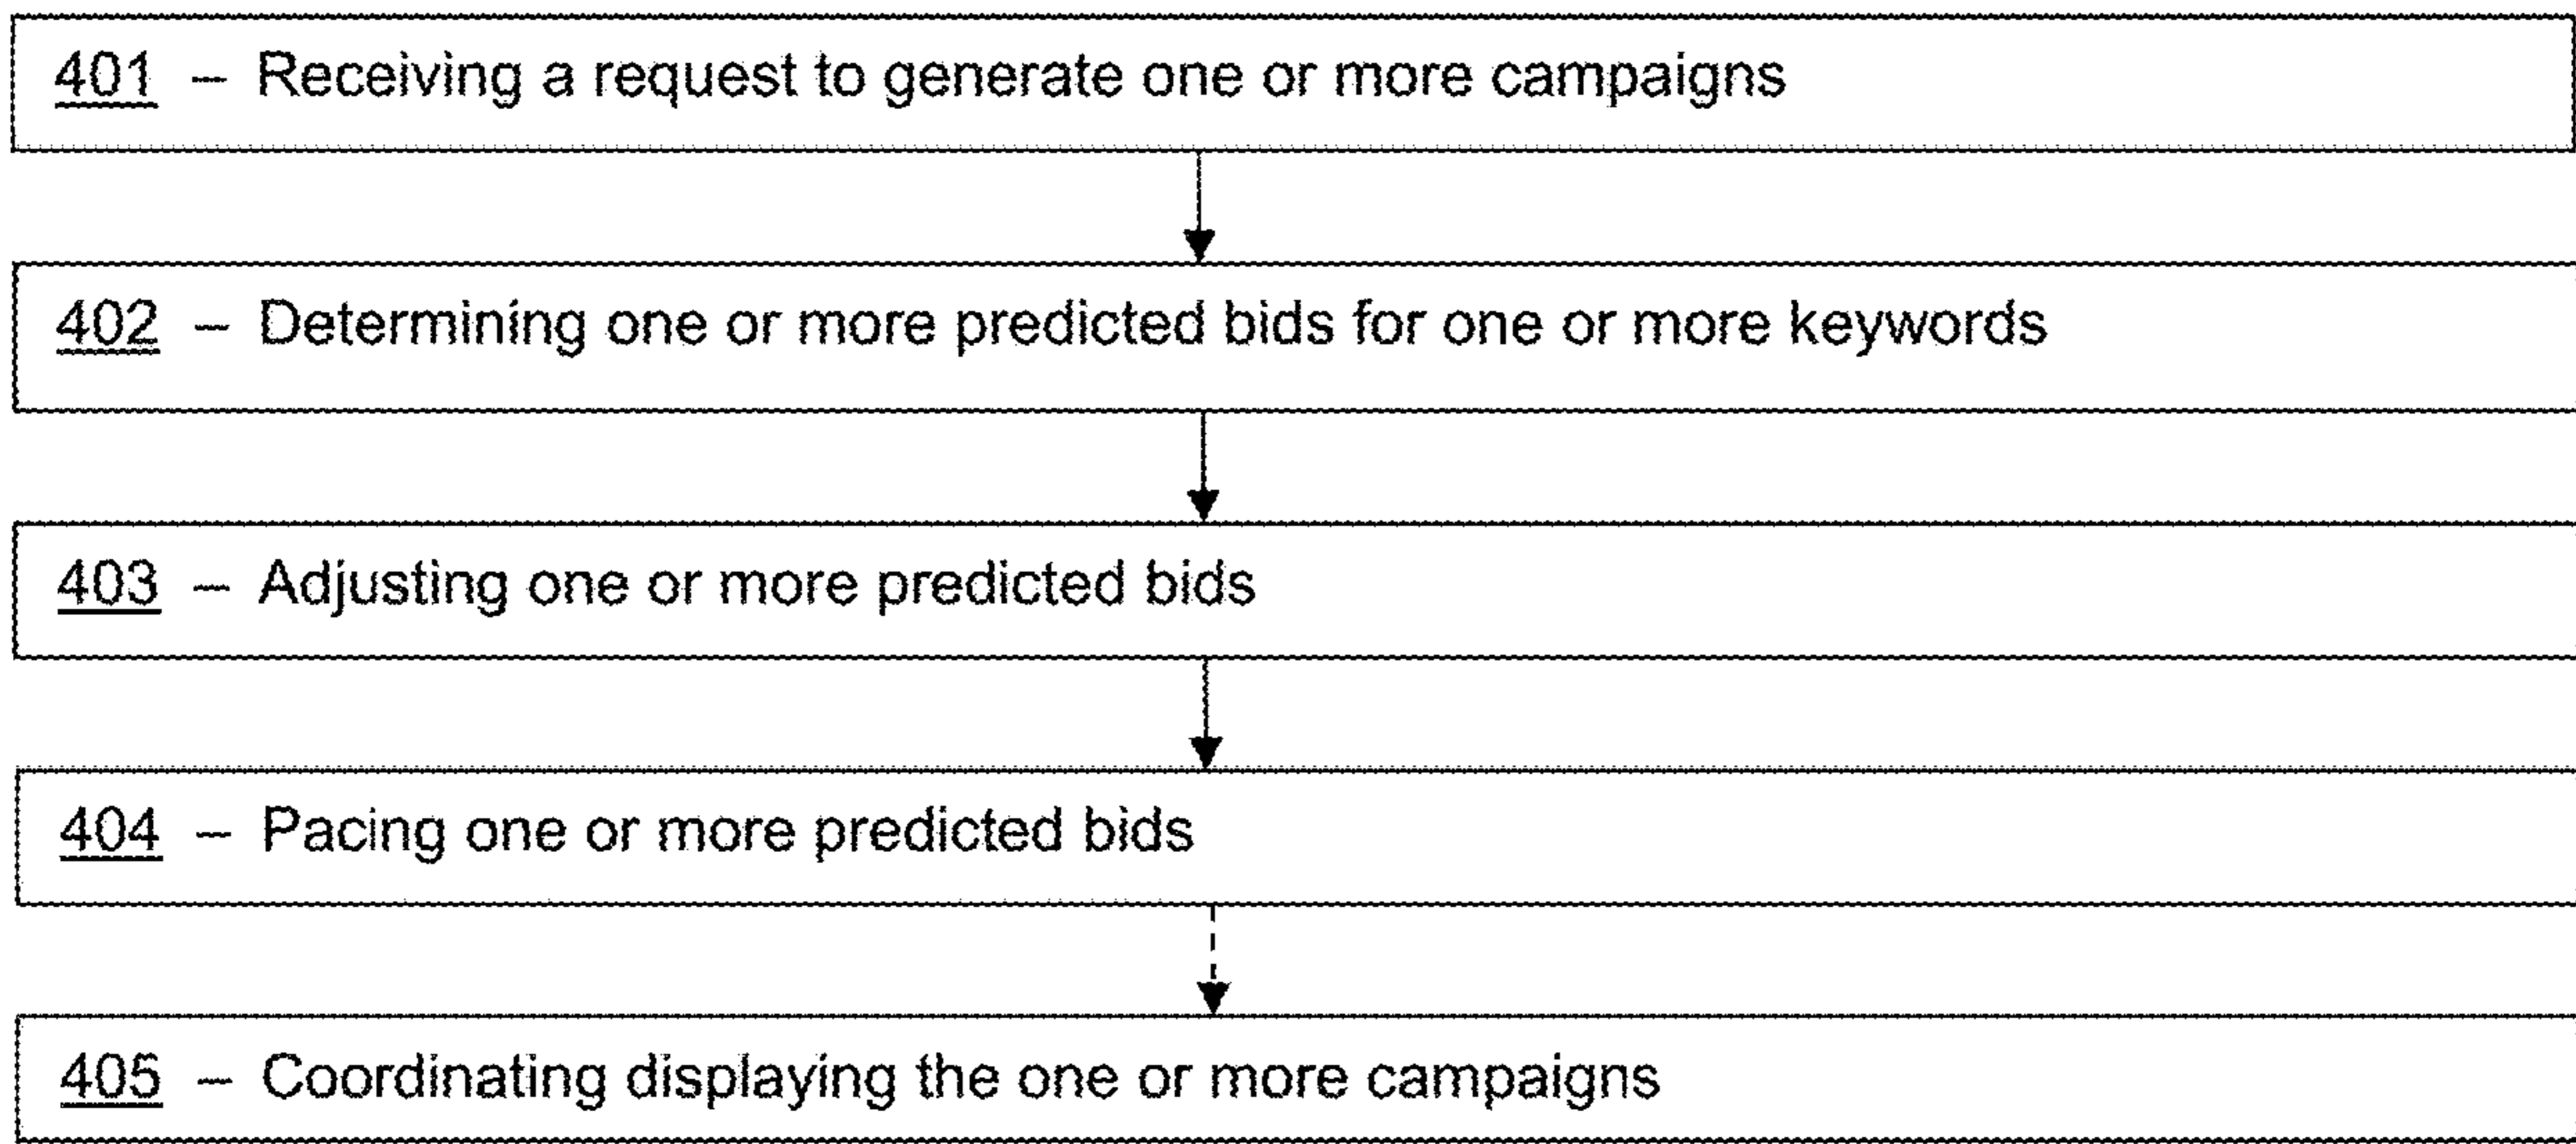 401 – Receiving a request to generate one or more campaigns
402 – Determining one or more predicted bids for one or more keywords
403 – Adjusting one or more predicted bids
404 – Pacing one or more predicted bids
405 – Coordinating displaying the one or more campaigns